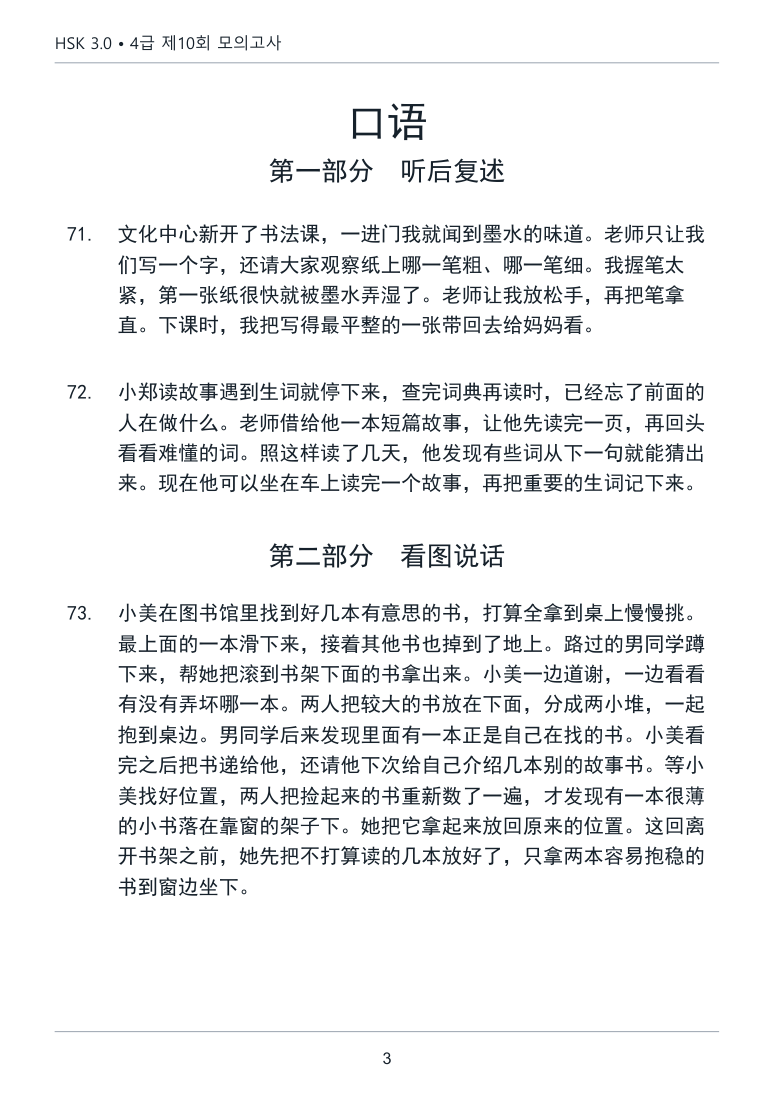 HSK 3.0 • 4급 제10회 모의고사
口语
第一部分　听后复述
71. 文化中心新开了书法课，一进门我就闻到墨水的味道。老师只让我
们写一个字，还请大家观察纸上哪一笔粗、哪一笔细。我握笔太
紧，第一张纸很快就被墨水弄湿了。老师让我放松手，再把笔拿
直。下课时，我把写得最平整的一张带回去给妈妈看。
72. 小郑读故事遇到生词就停下来，查完词典再读时，已经忘了前面的
人在做什么。老师借给他一本短篇故事，让他先读完一页，再回头
看看难懂的词。照这样读了几天，他发现有些词从下一句就能猜出
来。现在他可以坐在车上读完一个故事，再把重要的生词记下来。
第二部分　看图说话
73. 小美在图书馆里找到好几本有意思的书，打算全拿到桌上慢慢挑。
最上面的一本滑下来，接着其他书也掉到了地上。路过的男同学蹲
下来，帮她把滚到书架下面的书拿出来。小美一边道谢，一边看看
有没有弄坏哪一本。两人把较大的书放在下面，分成两小堆，一起
抱到桌边。男同学后来发现里面有一本正是自己在找的书。小美看
完之后把书递给他，还请他下次给自己介绍几本别的故事书。等小
美找好位置，两人把捡起来的书重新数了一遍，才发现有一本很薄
的小书落在靠窗的架子下。她把它拿起来放回原来的位置。这回离
开书架之前，她先把不打算读的几本放好了，只拿两本容易抱稳的
书到窗边坐下。
3